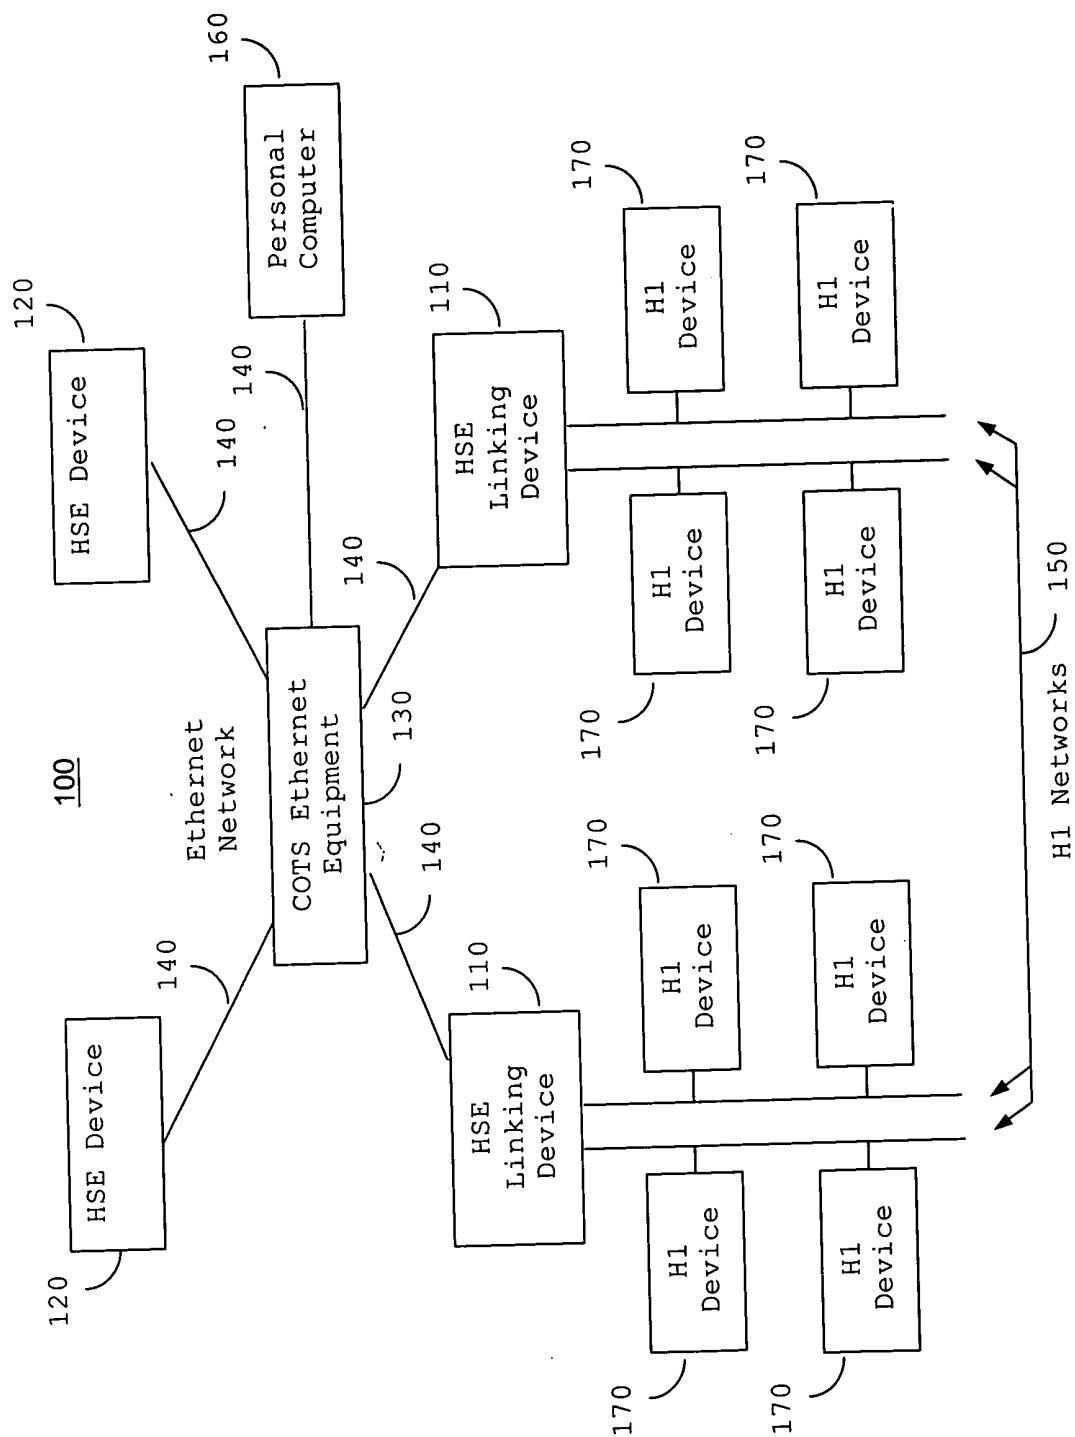 100
120
HSE Device
140
Ethernet
Network
120
HSE Device
140
160
Personal
Computer
140
COTS Ethernet
Equipment
130
140
140
110
HSE
Linking
Device
110
HSE
Linking
Device
170
H1
Device
170
H1
Device
170
H1
Device
170
H1
Device
170
H1
Device
170
H1
Device
170
H1
Device
170
H1
Device
150
H1 Networks